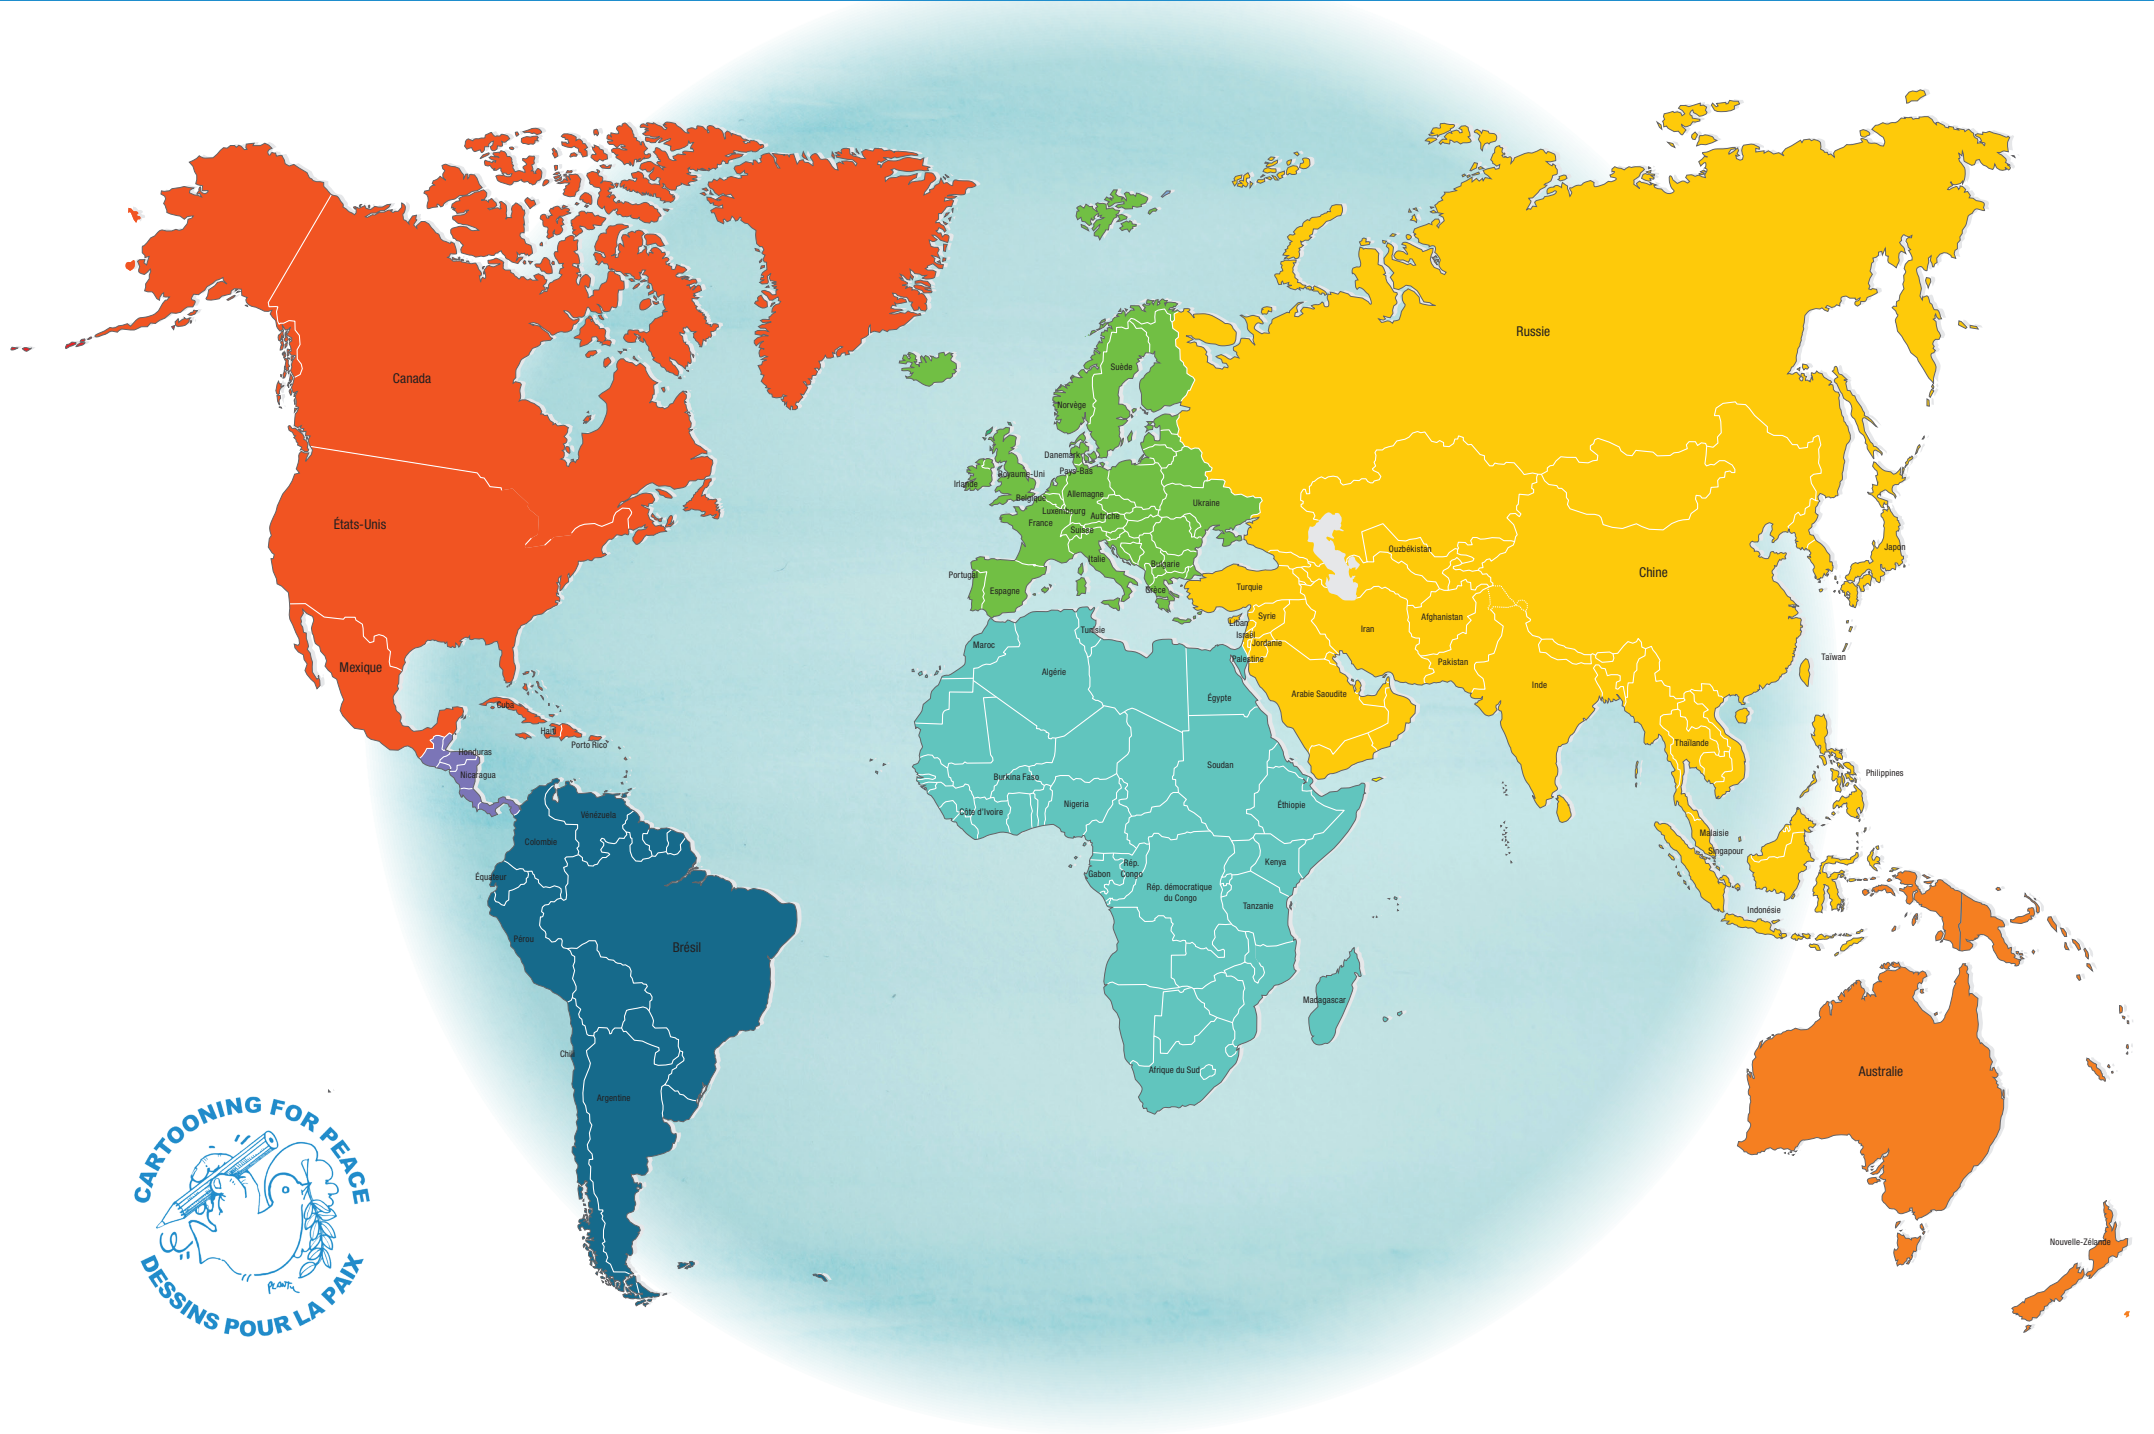 Russie
Canada
Suède
Norvège
Danemark
Pays-Bas
Royaume-Uni
Irlande
Belgique
Allemagne
Ukraine
Luxembourg
Autriche
France
Suisse
États-Unis
Ouzbékistan
Japon
Italie
Bulgarie
Chine
Portugal
Espagne
Grèce
Turquie
Syrie
Afghanistan
Liban
Iran
Israël
Jordanie
Tunisie
Maroc
Palestine
Pakistan
Taïwan
Mexique
Algérie
Inde
Égypte
Arabie Saoudite
Cuba
Haïti
Porto Rico
Thaïlande
Honduras
Nicaragua
Soudan
Burkina Faso
Philippines
Nigeria
Éthiopie
Côte d'Ivoire
Vénézuela
Colombie
Malaisie
Singapour
Kenya
Rép.
Congo
Gabon
Équateur
Rép. démocratique
du Congo
Tanzanie
Indonésie
Pérou
Brésil
Madagascar
Chili
Afrique du Sud
Australie
Argentine
Nouvelle-Zélande
CARTOONING FOR PEACE
PLANTU
DESSINS POUR LA PAIX